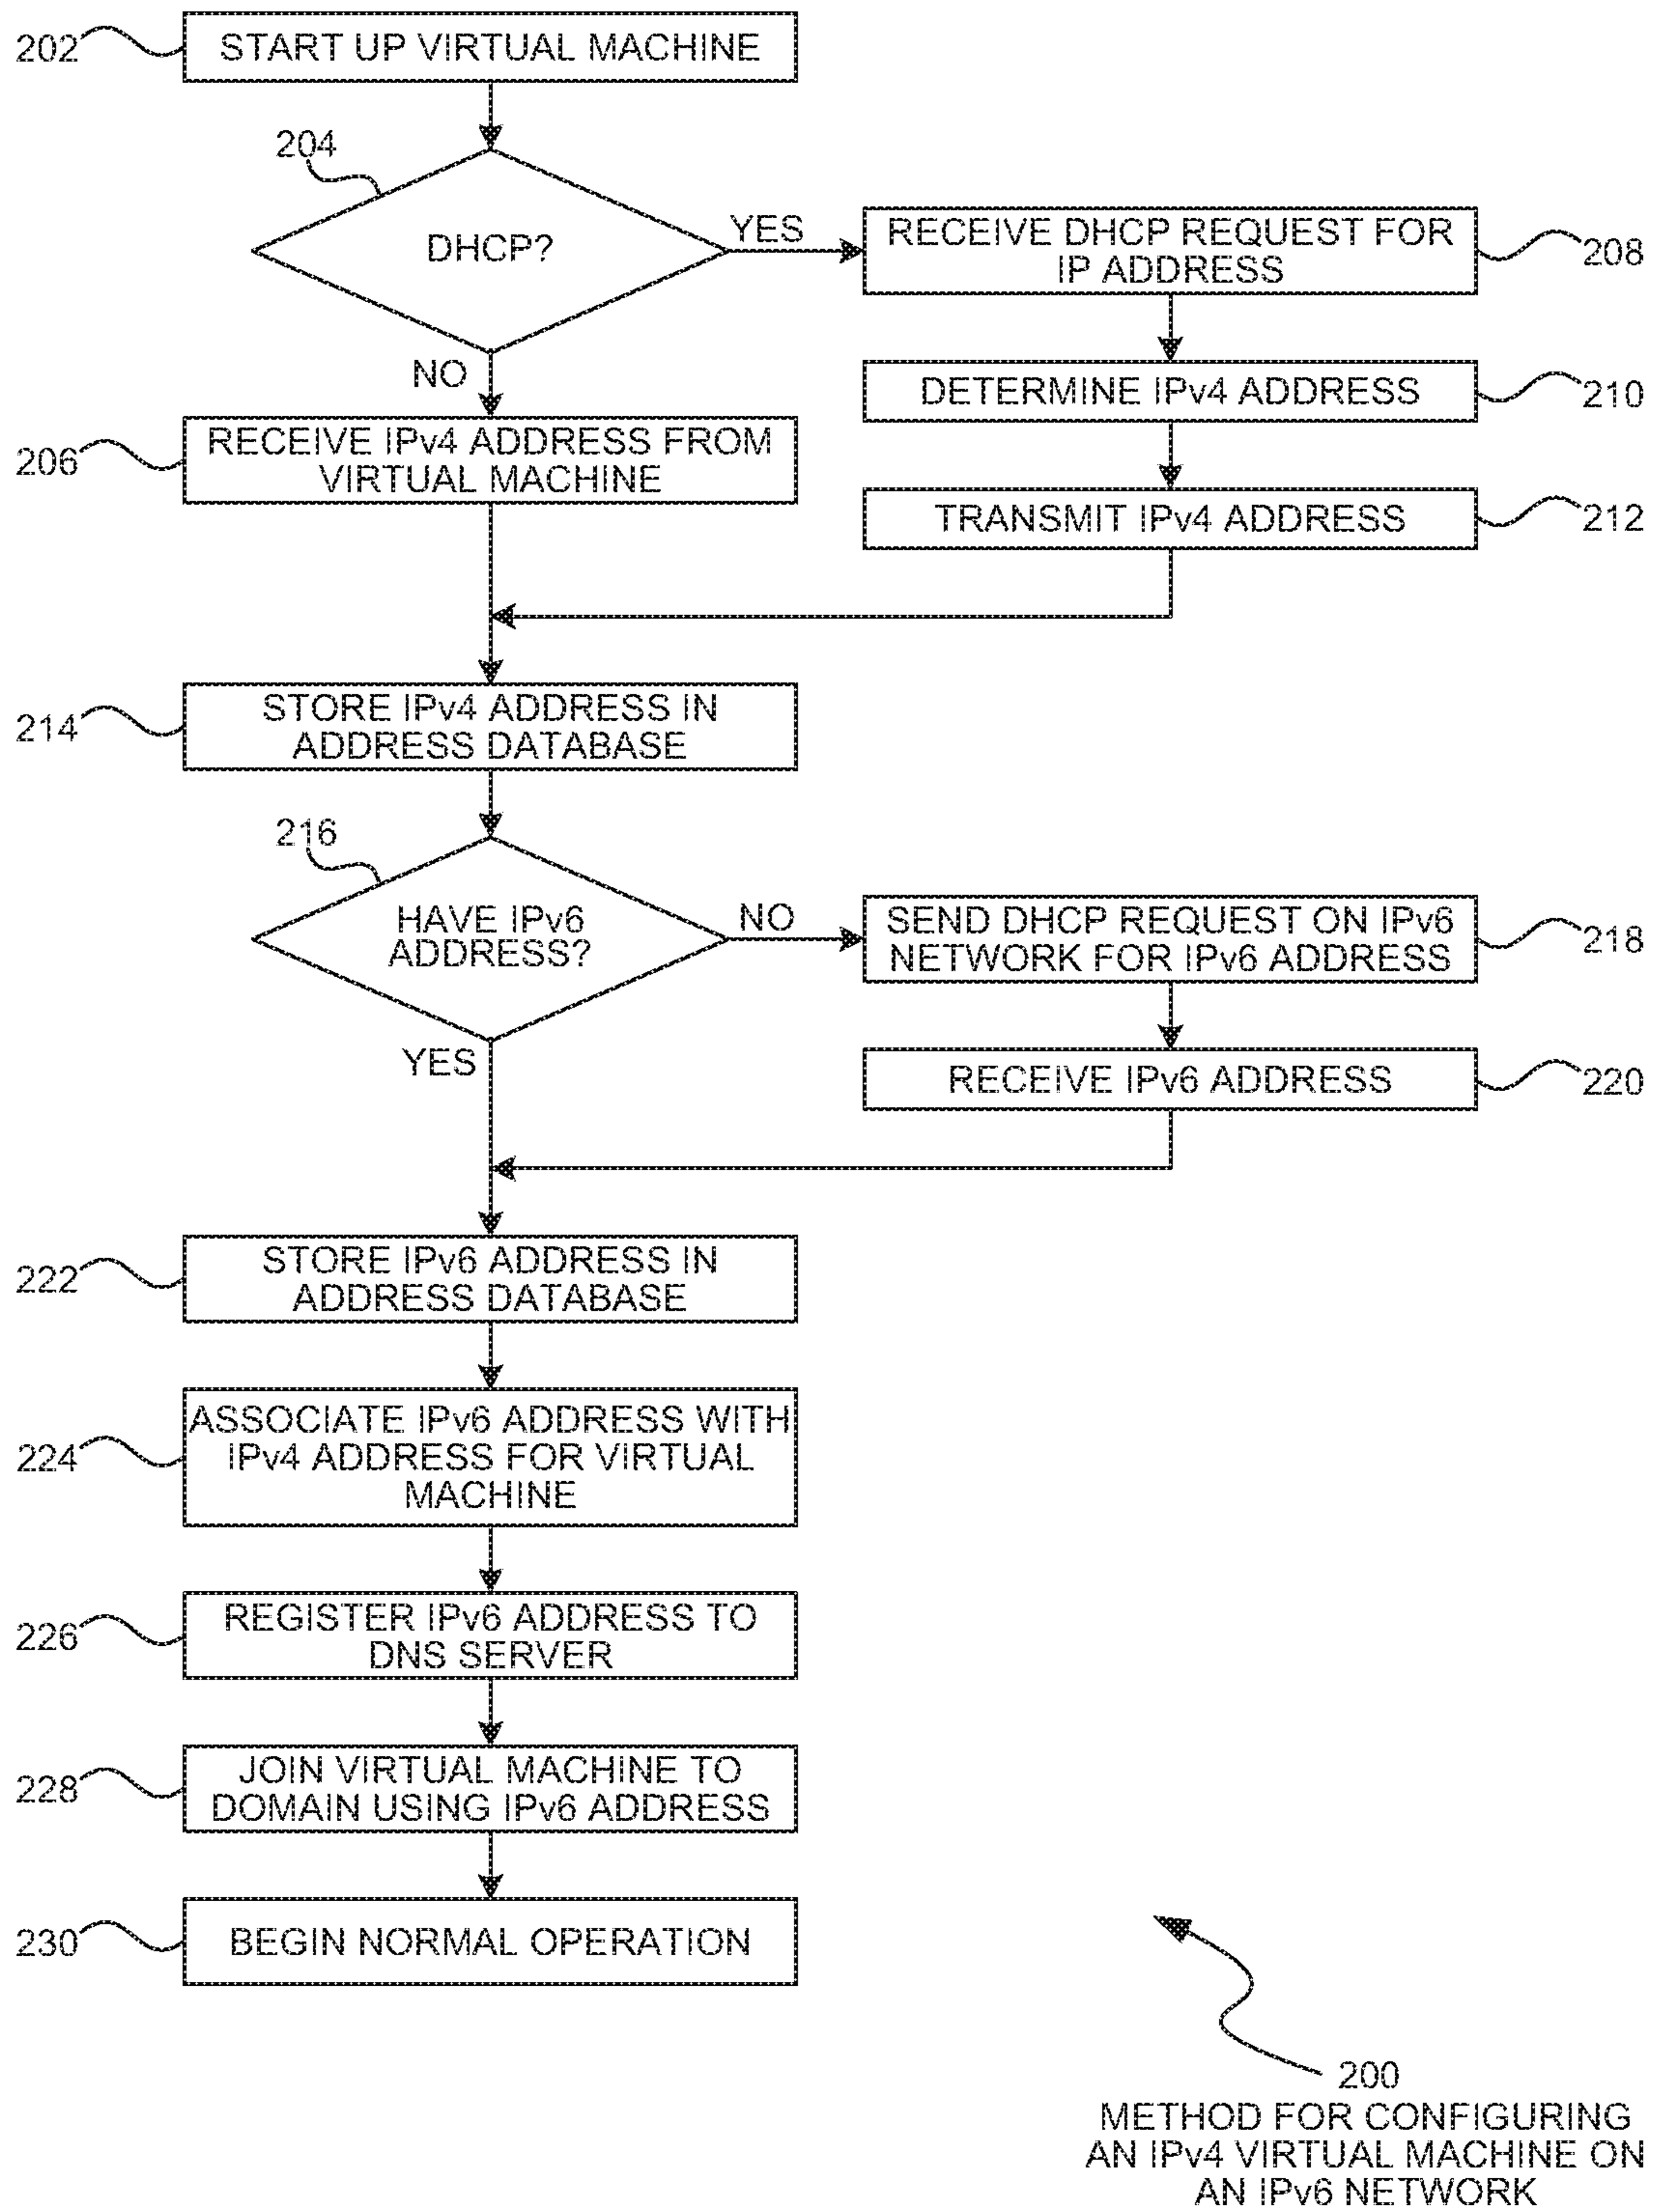 202
START UP VIRTUAL MACHINE
204
DHCP?
YES
RECEIVE DHCP REQUEST FOR
IP ADDRESS
208
NO
DETERMINE IPv4 ADDRESS
210
206
RECEIVE IPv4 ADDRESS FROM
VIRTUAL MACHINE
TRANSMIT IPv4 ADDRESS
212
214
STORE IPv4 ADDRESS IN
ADDRESS DATABASE
216
HAVE IPv6
ADDRESS?
NO
SEND DHCP REQUEST ON IPv6
NETWORK FOR IPv6 ADDRESS
218
YES
RECEIVE IPv6 ADDRESS
220
222
STORE IPv6 ADDRESS IN
ADDRESS DATABASE
224
ASSOCIATE IPv6 ADDRESS WITH
IPv4 ADDRESS FOR VIRTUAL
MACHINE
226
REGISTER IPv6 ADDRESS TO
DNS SERVER
228
JOIN VIRTUAL MACHINE TO
DOMAIN USING IPv6 ADDRESS
230
BEGIN NORMAL OPERATION
200
METHOD FOR CONFIGURING
AN IPv4 VIRTUAL MACHINE ON
AN IPv6 NETWORK